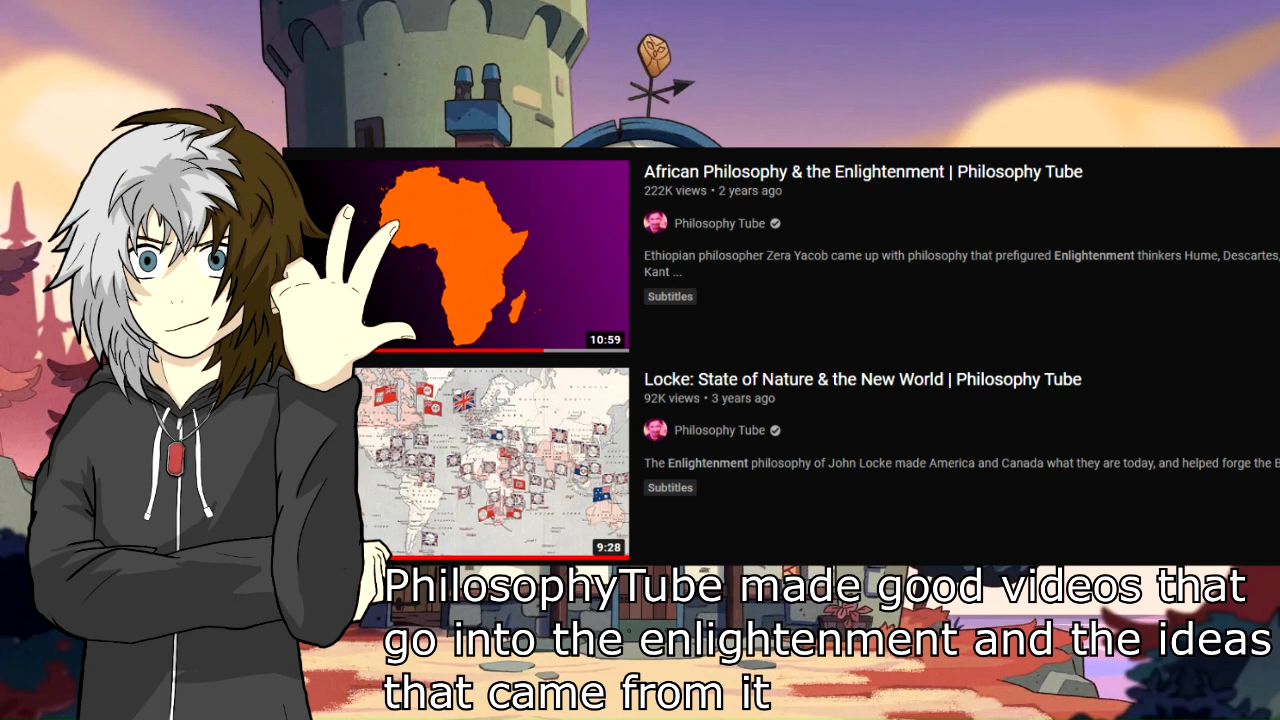 African Philosophy & the Enlightenment | Philosophy Tube
222K views • 2 years ago
Philosophy Tube
Ethiopian philosopher Zera Yacob came up with philosophy that prefigured Enlightenment thinkers Hume, Descartes,
Kant ...
Subtitles
10:59
Locke: State of Nature & the New World | Philosophy Tube
92K views • 3 years ago
Philosophy Tube
The Enlightenment philosophy of John Locke made America and Canada what they are today, and helped forge the
Subtitles
9:28
PhilosophyTube made good videos that
go into the enlightenment and the ideas
that came from it